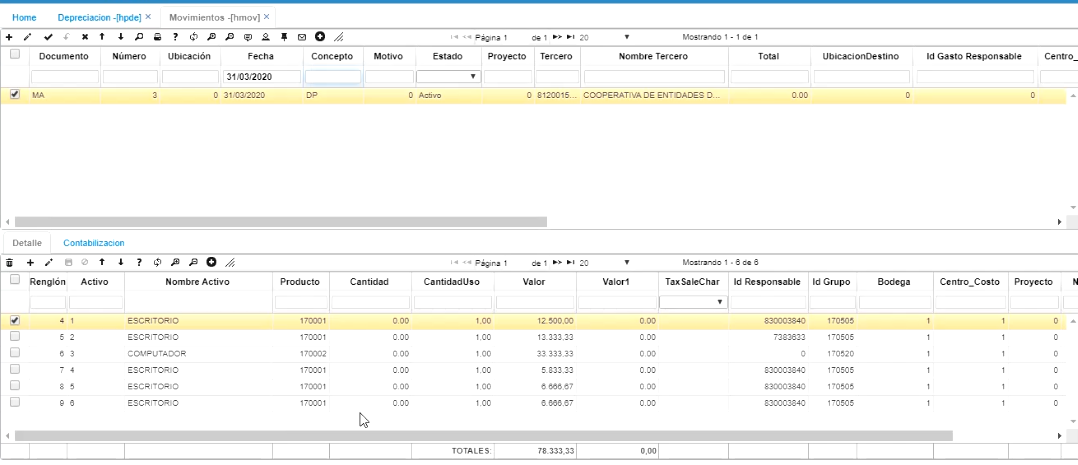 Home Depreciacion -[hpde] × Movimientos -[hmov] ×
Página 1 de 1 20 Mostrando 1 - 1 de 1
Documento Número Ubicación Fecha Concepto Motivo Estado Proyecto Tercero Nombre Tercero Total UbicacionDestino Id Gasto Responsable Centro_
31/03/2020
MA 3 0 31/03/2020 DP 0 Activo 0 8120015... COOPERATIVA DE ENTIDADES D... 0.00 0 0
Detalle Contabilización
Página 1 de 1 20 Mostrando 1 - 6 de 6
Renglón Activo Nombre Activo Producto Cantidad CantidadUso Valor Valor1 TaxSaleChar Id Responsable Id Grupo Bodega Centro_Costo Proyecto N
4 1 ESCRITORIO 170001 0.00 1.00 12.500,00 0.00 830003840 170505 1 1 0
5 2 ESCRITORIO 170001 0.00 1.00 13.333,33 0.00 7383633 170505 1 1 0
6 3 COMPUTADOR 170002 0.00 1.00 33.333,33 0.00 0 170520 1 1 0
7 4 ESCRITORIO 170001 0.00 1.00 5.833,33 0.00 830003840 170505 1 1 0
8 5 ESCRITORIO 170001 0.00 1.00 6.666,67 0.00 830003840 170505 1 1 0
9 6 ESCRITORIO 170001 0.00 1.00 6.666,67 0.00 830003840 170505 1 1 0
TOTALES: 78.333,33 0,00